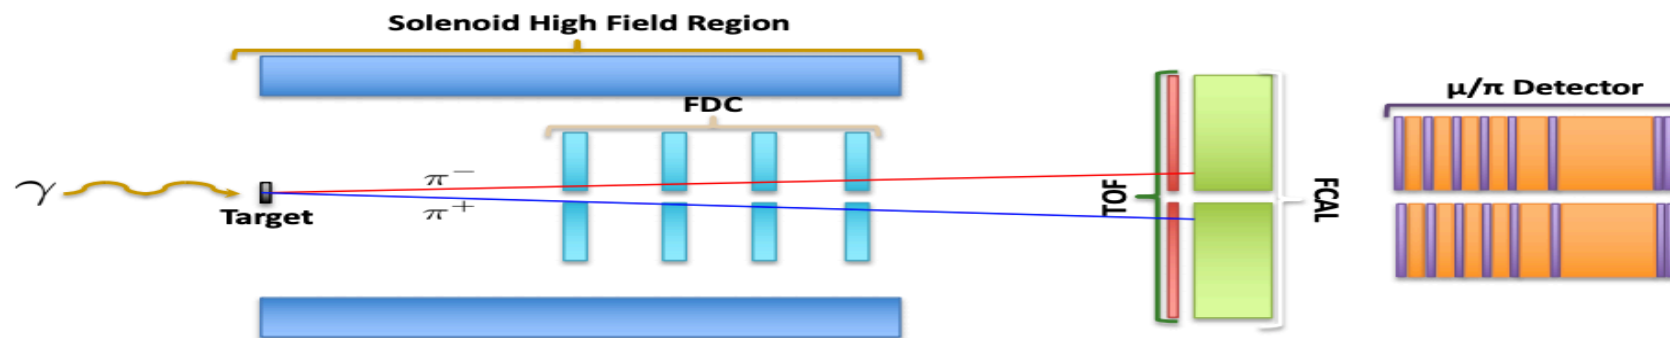 Solenoid High Field Region
FDC
μ/π Detector
γ
π⁻
π⁺
Target
TOF
FCAL